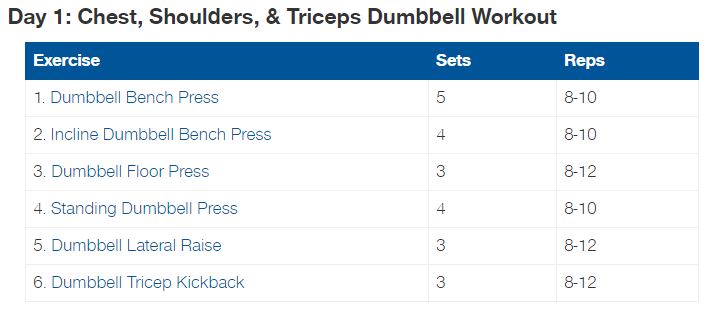 Day 1: Chest, Shoulders, & Triceps Dumbbell Workout
Exercise Sets Reps
1. Dumbbell Bench Press 5 8-10
2. Incline Dumbbell Bench Press 4 8-10
3. Dumbbell Floor Press 3 8-12
4. Standing Dumbbell Press 4 8-10
5. Dumbbell Lateral Raise 3 8-12
6. Dumbbell Tricep Kickback 3 8-12